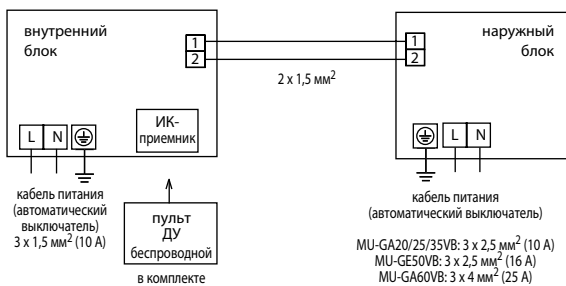 внутренний
блок
1
2
2 x 1,5 мм²
1
2
наружный
блок
L N
ИК-
приемник
L N
кабель питания
(автоматический
выключатель)
3 x 1,5 мм² (10 А)
пульт
ДУ
беспроводной
в комплекте
кабель питания
(автоматический выключатель)
MU-GA20/25/35VB: 3 x 2,5 мм² (10 А)
MU-GE50VB: 3 x 2,5 мм² (16 А)
MU-GA60VB: 3 x 4 мм² (25 А)